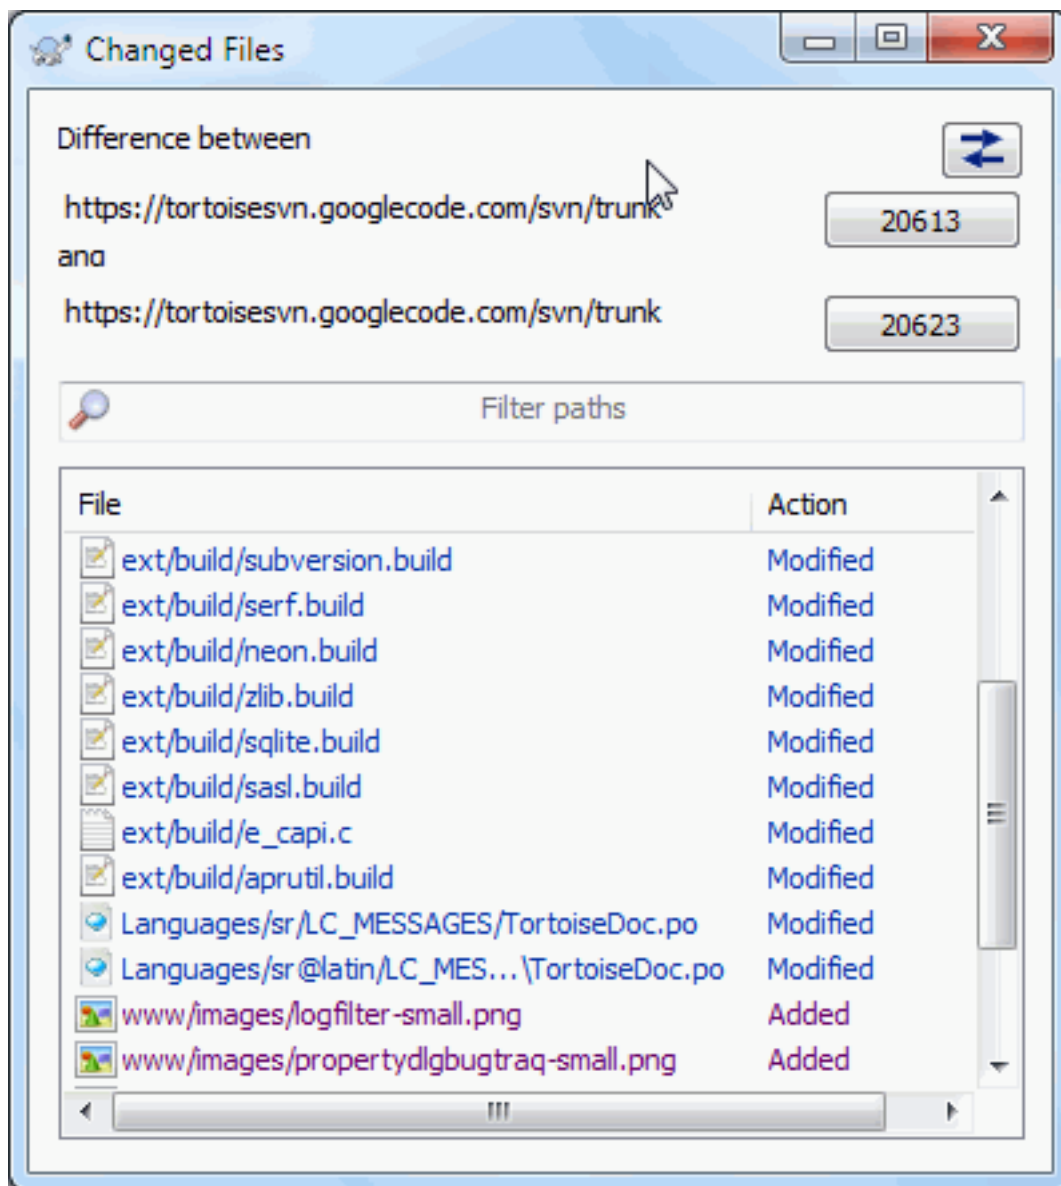 Changed Files
Difference between
https://tortoisesvn.googlecode.com/svn/trunk
20613
and
https://tortoisesvn.googlecode.com/svn/trunk
20623
Filter paths
File Action
ext/build/subversion.build Modified
ext/build/serf.build Modified
ext/build/neon.build Modified
ext/build/zlib.build Modified
ext/build/sqlite.build Modified
ext/build/sasl.build Modified
ext/build/e_capi.c Modified
ext/build/aprutil.build Modified
Languages/sr/LC_MESSAGES/TortoiseDoc.po Modified
Languages/sr@latin/LC_MES...\TortoiseDoc.po Modified
www/images/logfilter-small.png Added
www/images/propertydlgbugtraq-small.png Added